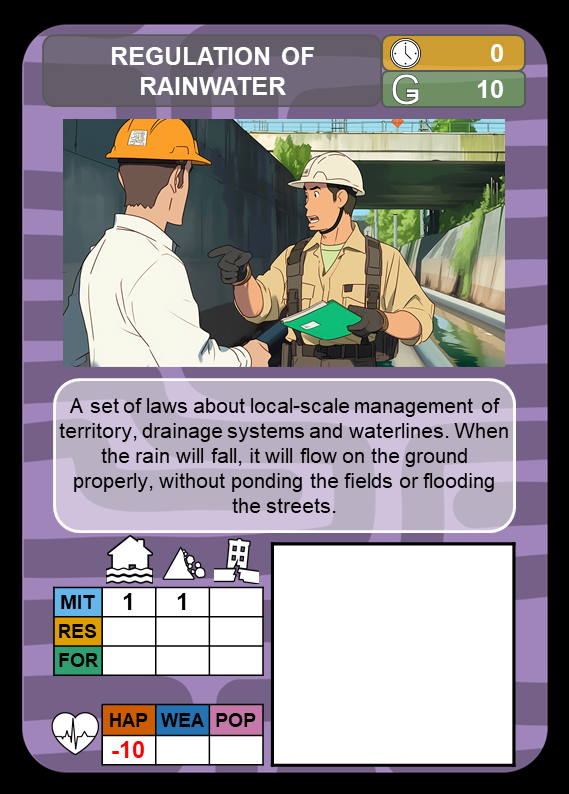 REGULATION OF
RAINWATER
0
G 10
A set of laws about local-scale management of
territory, drainage systems and waterlines. When
the rain will fall, it will flow on the ground
properly, without ponding the fields or flooding
the streets.
MIT 1 1
RES
FOR
HAP WEA POP
-10